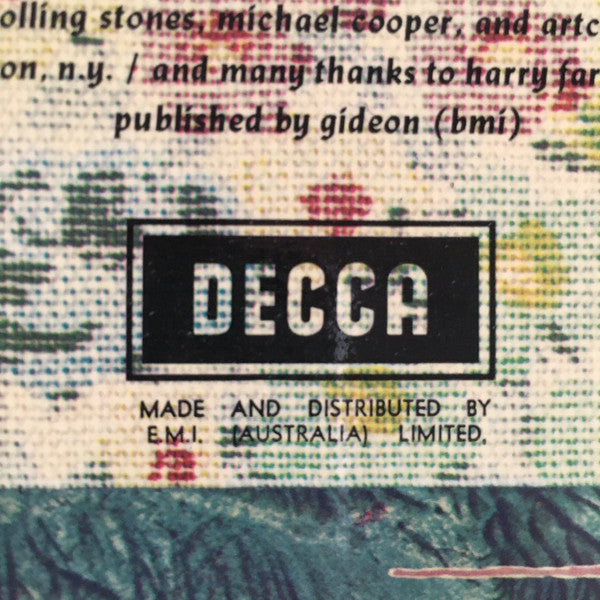 olling stones, michael cooper, and artc
on, n.y. / and many thanks to harry far
published by gideon (bmi)
DECCA
MADE AND DISTRIBUTED BY
E.M.I. (AUSTRALIA) LIMITED.